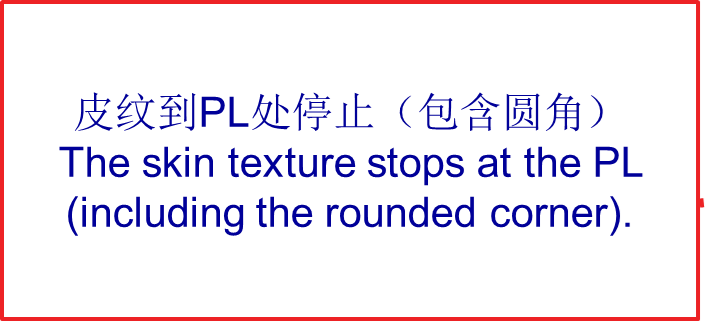 皮纹到PL处停止（包含圆角）
The skin texture stops at the PL
(including the rounded corner).